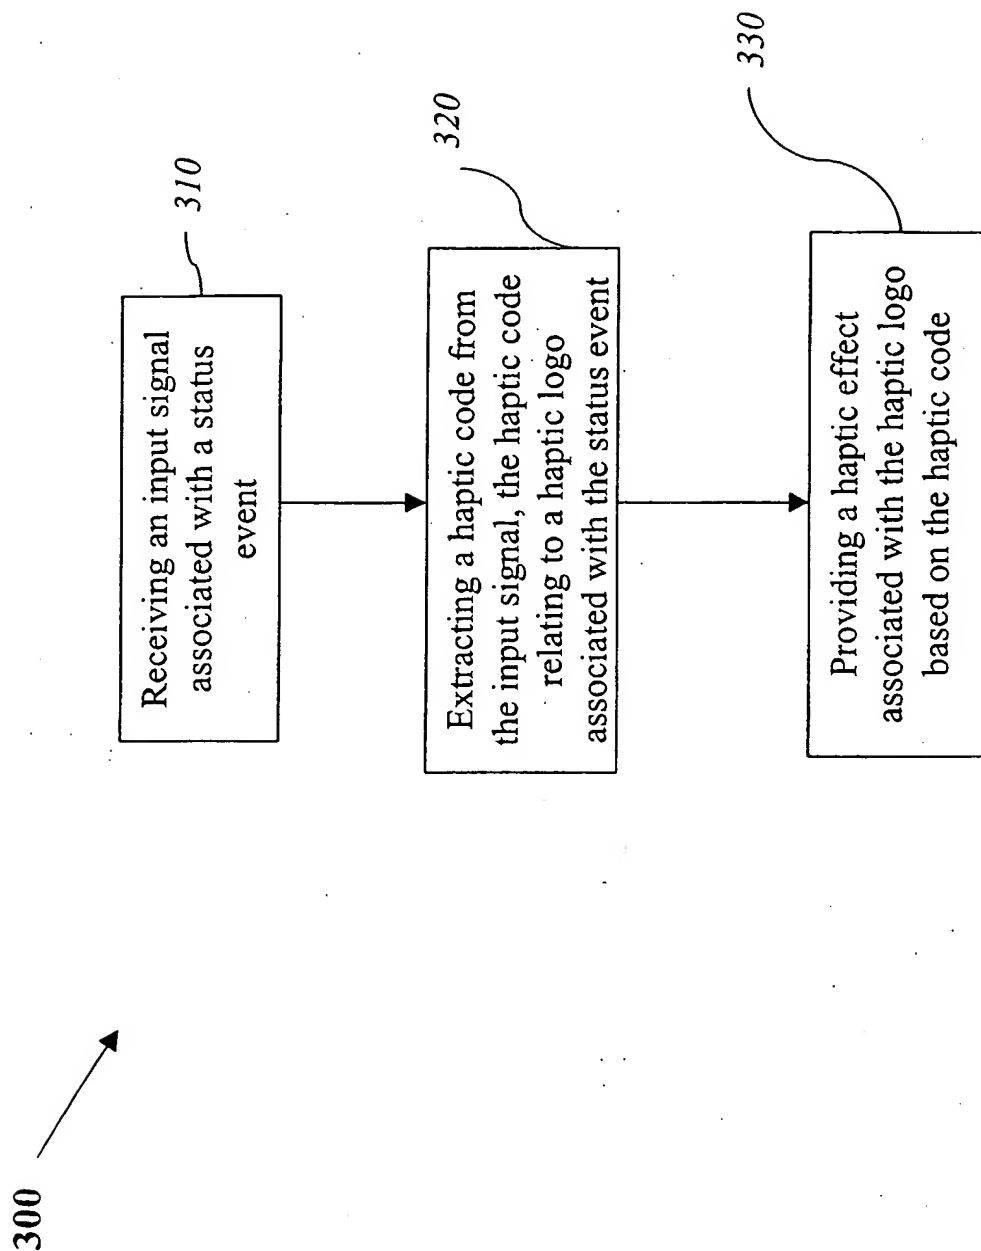 300
310
Receiving an input signal
associated with a status
event
320
Extracting a haptic code from
the input signal, the haptic code
relating to a haptic logo
associated with the status event
330
Providing a haptic effect
associated with the haptic logo
based on the haptic code